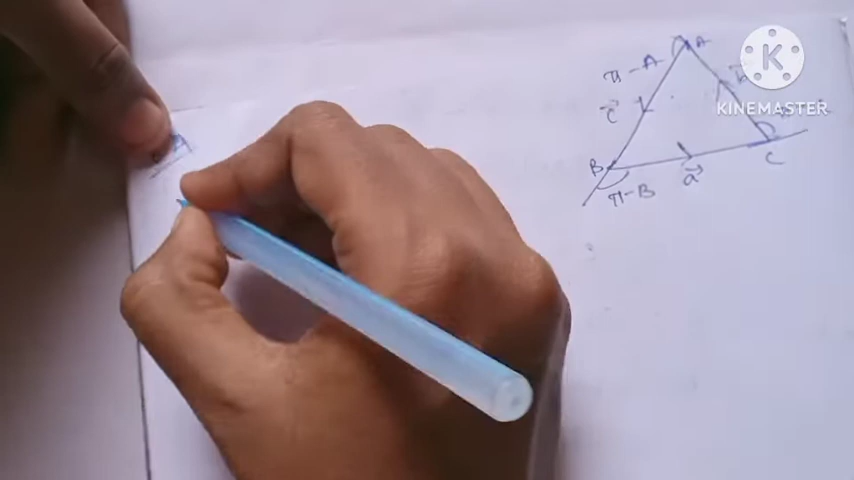 A
π - A
c⃗
B
a⃗
C
π - B
K
KINEMASTER